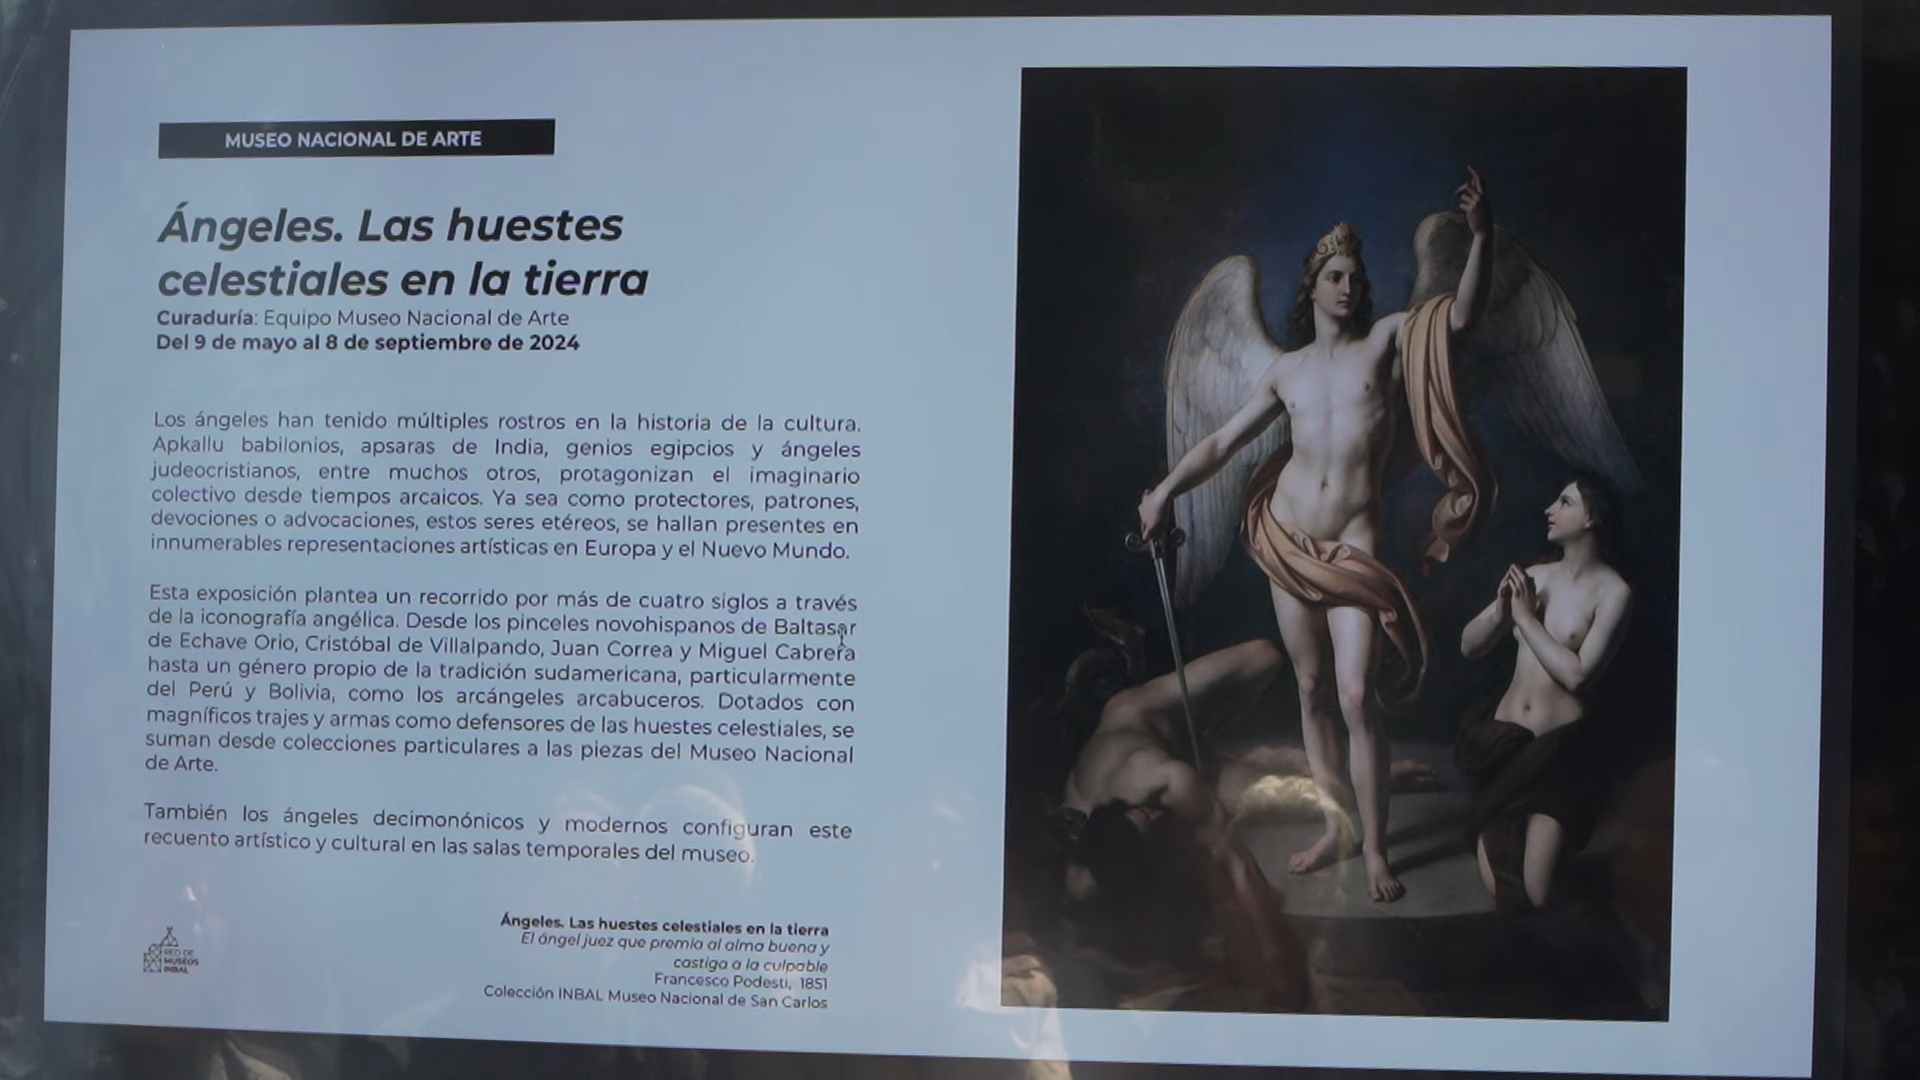 MUSEO NACIONAL DE ARTE
Ángeles. Las huestes
celestiales en la tierra
Curaduría: Equipo Museo Nacional de Arte
Del 9 de mayo al 8 de septiembre de 2024
Los ángeles han tenido múltiples rostros en la historia de la cultura.
Apkallu babilonios, apsaras de India, genios egipcios y ángeles
judeocristianos, entre muchos otros, protagonizan el imaginario
colectivo desde tiempos arcaicos. Ya sea como protectores, patrones,
devociones o advocaciones, estos seres etéreos, se hallan presentes en
innumerables representaciones artísticas en Europa y el Nuevo Mundo.
Esta exposición plantea un recorrido por más de cuatro siglos a través
de la iconografía angélica. Desde los pinceles novohispanos de Baltasar
de Echave Orio, Cristóbal de Villalpando, Juan Correa y Miguel Cabrera
hasta un género propio de la tradición sudamericana, particularmente
del Perú y Bolivia, como los arcángeles arcabuceros. Dotados con
magníficos trajes y armas como defensores de las huestes celestiales, se
suman desde colecciones particulares a las piezas del Museo Nacional
de Arte.
También los ángeles decimonónicos y modernos configuran este
recuento artístico y cultural en las salas temporales del museo.
Ángeles. Las huestes celestiales en la tierra
El ángel juez que premia al alma buena y
castiga a la culpable
Francesco Podesti, 1851
Colección INBAL Museo Nacional de San Carlos
RED DE
MUSEOS
INBAL